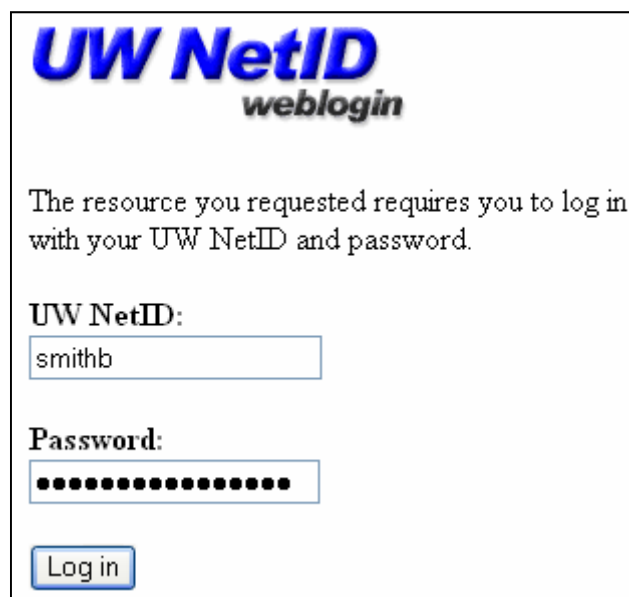 UW NetID
weblogin
The resource you requested requires you to log in
with your UW NetID and password.
UW NetID:
smithb
Password:
••••••••••••••••
Log in